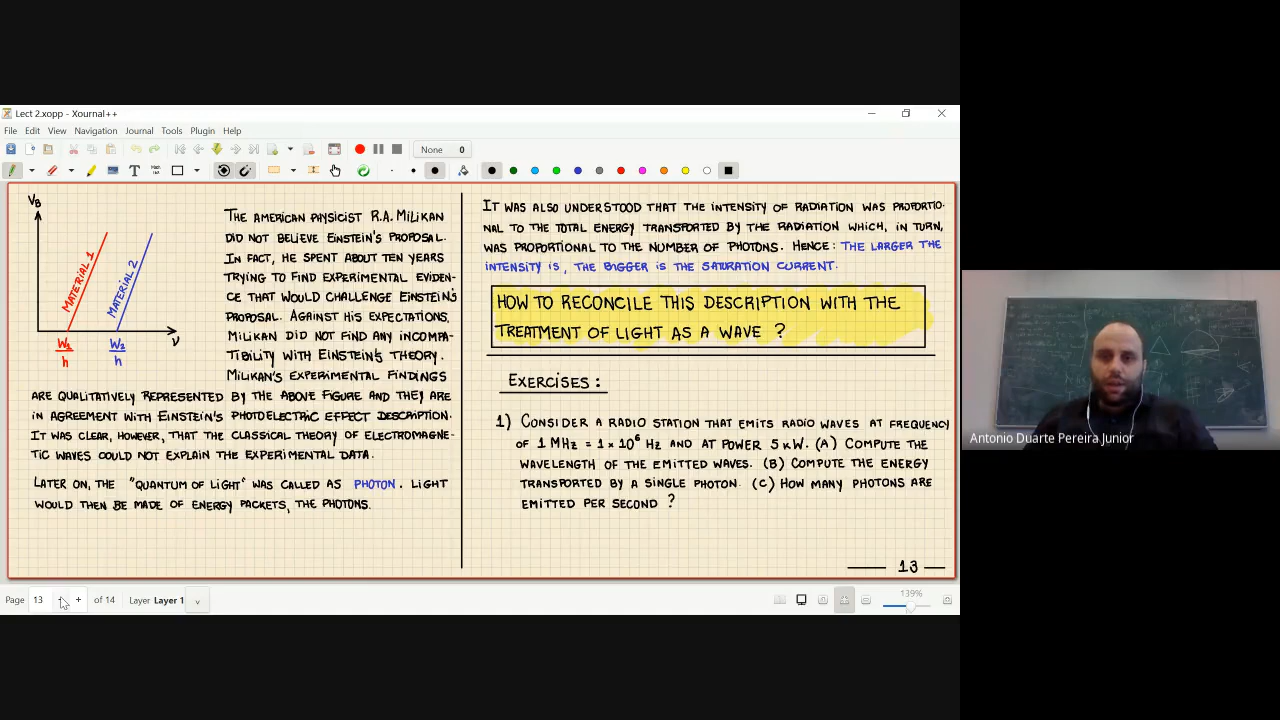 Lect 2.xopp - Xournal++
File Edit View Navigation Journal Tools Plugin Help
None 0
VB
MATERIAL 1
MATERIAL 2
W1/h
W2/h
ν
THE AMERICAN PHYSICIST R.A. MILIKAN
DID NOT BELIEVE EINSTEIN'S PROPOSAL.
IN FACT, HE SPENT ABOUT TEN YEARS
TRYING TO FIND EXPERIMENTAL EVIDEN-
CE THAT WOULD CHALLENGE EINSTEIN'S
PROPOSAL. AGAINST HIS EXPECTATIONS,
MILIKAN DID NOT FIND ANY INCOMPA-
TIBILITY WITH EINSTEIN'S THEORY.
MILIKAN'S EXPERIMENTAL FINDINGS
ARE QUALITATIVELY REPRESENTED BY THE ABOVE FIGURE AND THEY ARE
IN AGREEMENT WITH EINSTEIN'S PHOTOELECTRIC EFFECT DESCRIPTION.
IT WAS CLEAR, HOWEVER, THAT THE CLASSICAL THEORY OF ELECTROMAGNE-
TIC WAVES COULD NOT EXPLAIN THE EXPERIMENTAL DATA.
LATER ON, THE "QUANTUM OF LIGHT" WAS CALLED AS PHOTON. LIGHT
WOULD THEN BE MADE OF ENERGY PACKETS, THE PHOTONS.
IT WAS ALSO UNDERSTOOD THAT THE INTENSITY OF RADIATION WAS PROPORTIO-
NAL TO THE TOTAL ENERGY TRANSPORTED BY THE RADIATION WHICH, IN TURN,
WAS PROPORTIONAL TO THE NUMBER OF PHOTONS. HENCE: THE LARGER THE
INTENSITY IS, THE BIGGER IS THE SATURATION CURRENT.
HOW TO RECONCILE THIS DESCRIPTION WITH THE
TREATMENT OF LIGHT AS A WAVE ?
EXERCISES:
1) CONSIDER A RADIO STATION THAT EMITS RADIO WAVES AT FREQUENCY
OF 1 MHz = 1 × 10⁶ Hz AND AT POWER 5 kW. (A) COMPUTE THE
WAVELENGTH OF THE EMITTED WAVES. (B) COMPUTE THE ENERGY
TRANSPORTED BY A SINGLE PHOTON. (C) HOW MANY PHOTONS ARE
EMITTED PER SECOND ?
13
Page 13 - + of 14 Layer Layer 1
139%
Antonio Duarte Pereira Junior